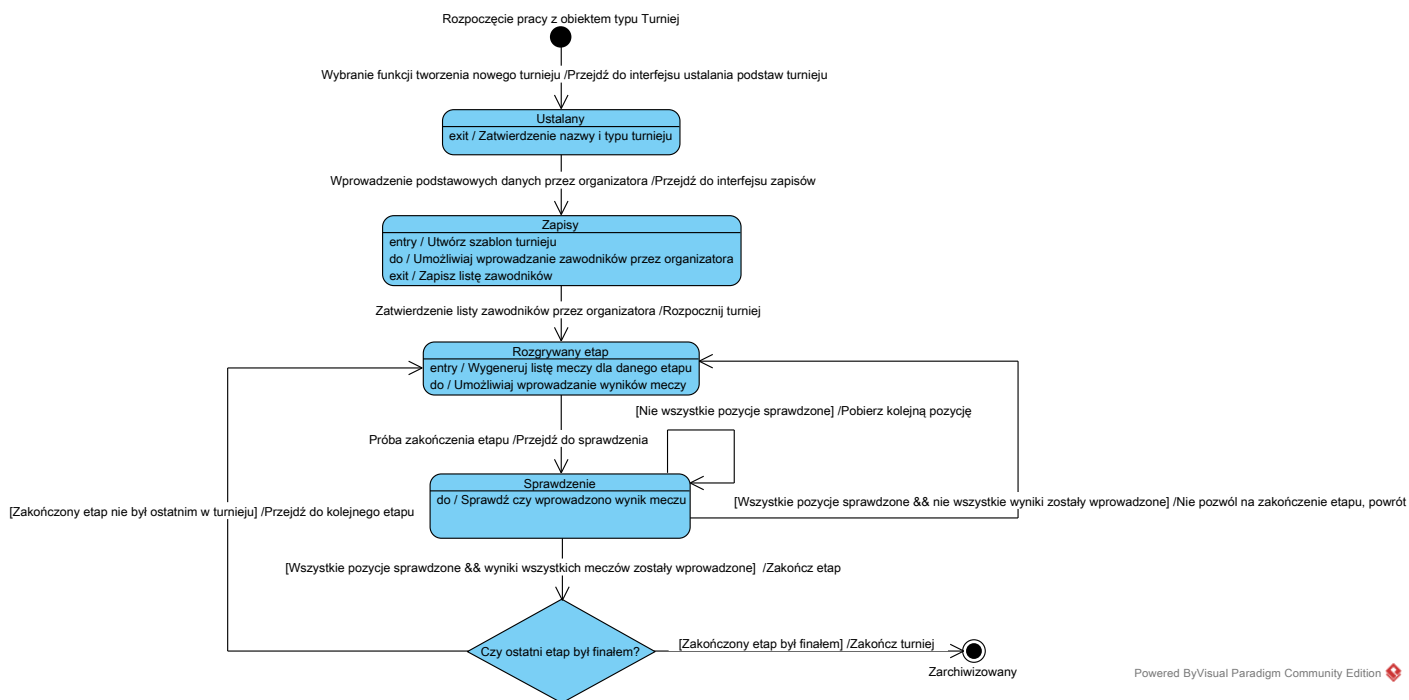 Rozpoczęcie pracy z obiektem typu Turniej
Wybranie funkcji tworzenia nowego turnieju /Przejdź do interfejsu ustalania podstaw turnieju
Ustalany
exit / Zatwierdzenie nazwy i typu turnieju
Wprowadzenie podstawowych danych przez organizatora /Przejdź do interfejsu zapisów
Zapisy
entry / Utwórz szablon turnieju
do / Umożliwiaj wprowadzanie zawodników przez organizatora
exit / Zapisz listę zawodników
Zatwierdzenie listy zawodników przez organizatora /Rozpocznij turniej
Rozgrywany etap
entry / Wygeneruj listę meczy dla danego etapu
do / Umożliwiaj wprowadzanie wyników meczy
[Nie wszystkie pozycje sprawdzone] /Pobierz kolejną pozycję
Próba zakończenia etapu /Przejdź do sprawdzenia
Sprawdzenie
do / Sprawdź czy wprowadzono wynik meczu
[Wszystkie pozycje sprawdzone && nie wszystkie wyniki zostały wprowadzone] /Nie pozwól na zakończenie etapu, powrót
[Zakończony etap nie był ostatnim w turnieju] /Przejdź do kolejnego etapu
[Wszystkie pozycje sprawdzone && wyniki wszystkich meczów zostały wprowadzone] /Zakończ etap
Czy ostatni etap był finałem?
[Zakończony etap był finałem] /Zakończ turniej
Zarchiwizowany
Powered ByVisual Paradigm Community Edition